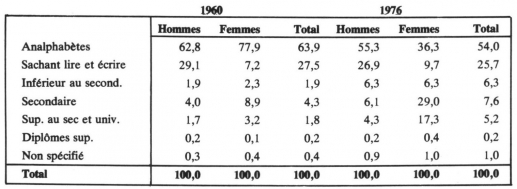 1960 1976
Hommes Femmes Total Hommes Femmes Total
Analphabètes 62,8 77,9 63,9 55,3 36,3 54,0
Sachant lire et écrire 29,1 7,2 27,5 26,9 9,7 25,7
Inférieur au second. 1,9 2,3 1,9 6,3 6,3 6,3
Secondaire 4,0 8,9 4,3 6,1 29,0 7,6
Sup. au sec et univ. 1,7 3,2 1,8 4,3 17,3 5,2
Diplômes sup. 0,2 0,1 0,2 0,2 0,4 0,2
Non spécifié 0,3 0,4 0,4 0,9 1,0 1,0
Total 100,0 100,0 100,0 100,0 100,0 100,0